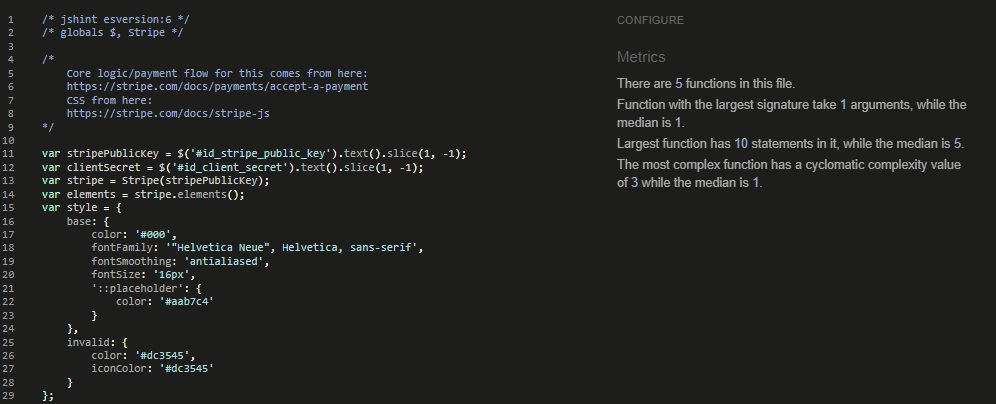 1 /* jshint esversion:6 */
2 /* globals $, Stripe */
3
4 /*
5 Core logic/payment flow for this comes from here:
6 https://stripe.com/docs/payments/accept-a-payment
7 CSS from here:
8 https://stripe.com/docs/stripe-js
9 */
10
11 var stripePublicKey = $('#id_stripe_public_key').text().slice(1, -1);
12 var clientSecret = $('#id_client_secret').text().slice(1, -1);
13 var stripe = Stripe(stripePublicKey);
14 var elements = stripe.elements();
15 var style = {
16 base: {
17 color: '#000',
18 fontFamily: '"Helvetica Neue", Helvetica, sans-serif',
19 fontSmoothing: 'antialiased',
20 fontSize: '16px',
21 '::placeholder': {
22 color: '#aab7c4'
23 }
24 },
25 invalid: {
26 color: '#dc3545',
27 iconColor: '#dc3545'
28 }
29 };
CONFIGURE
Metrics
There are 5 functions in this file.
Function with the largest signature take 1 arguments, while the
median is 1.
Largest function has 10 statements in it, while the median is 5.
The most complex function has a cyclomatic complexity value
of 3 while the median is 1.